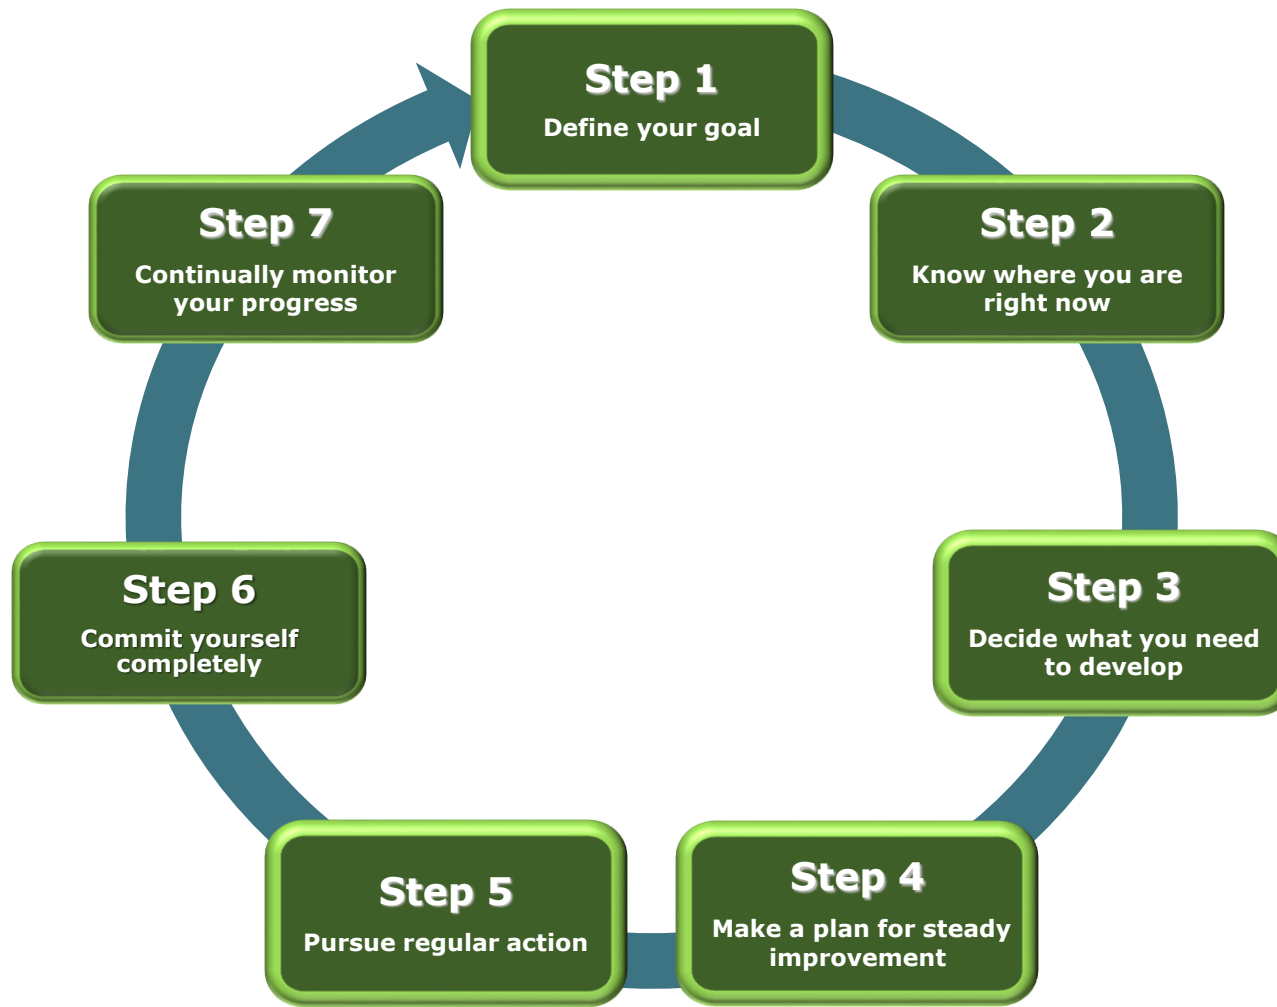 Step 1
Define your goal
Step 2
Know where you are
right now
Step 3
Decide what you need
to develop
Step 4
Make a plan for steady
improvement
Step 5
Pursue regular action
Step 6
Commit yourself
completely
Step 7
Continually monitor
your progress